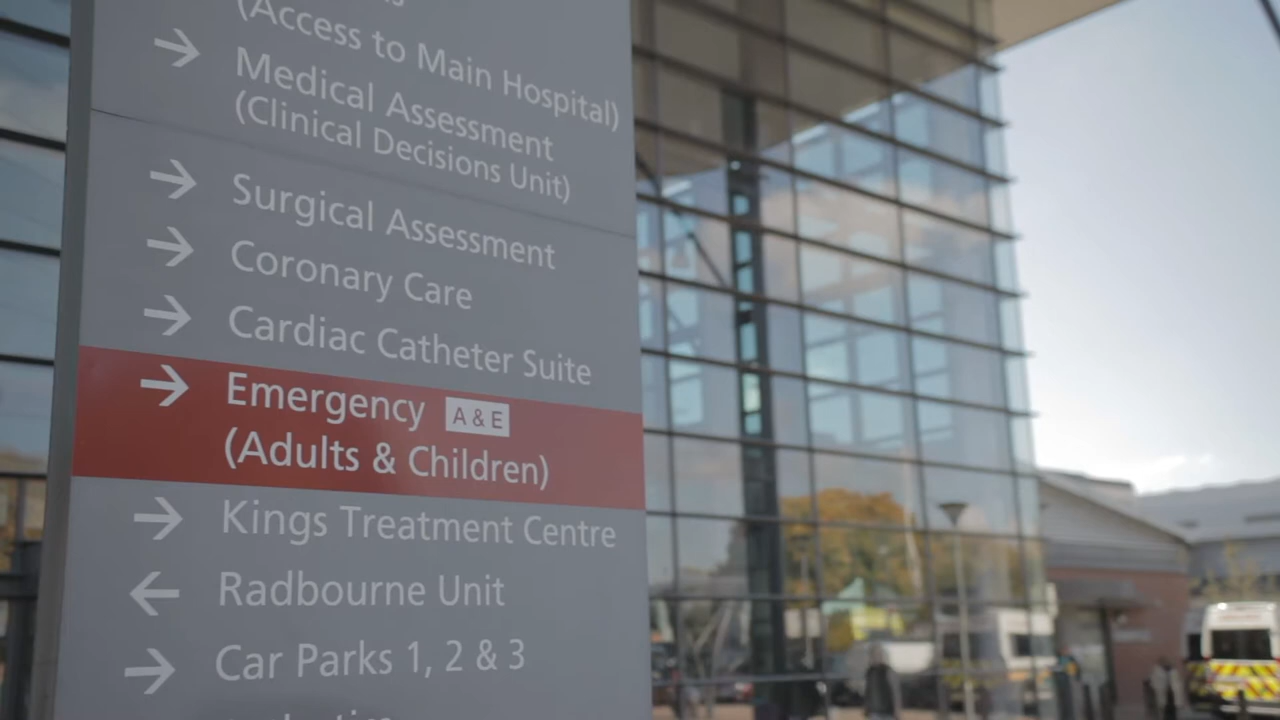 (Access to Main Hospital)
Medical Assessment
(Clinical Decisions Unit)
Surgical Assessment
Coronary Care
Cardiac Catheter Suite
Emergency A & E
(Adults & Children)
Kings Treatment Centre
Radbourne Unit
Car Parks 1, 2 & 3